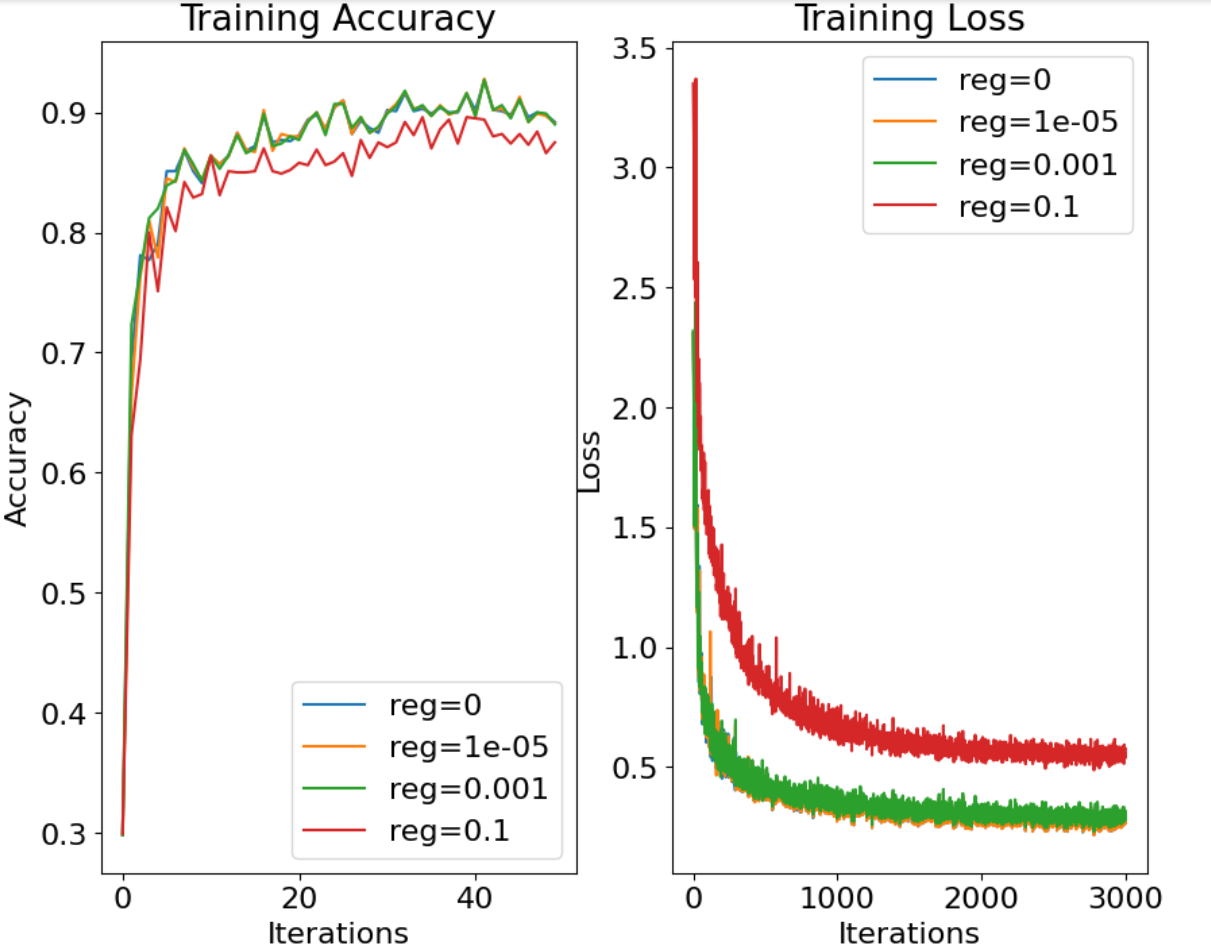 Training Accuracy
Accuracy
0.9
0.8
0.7
0.6
0.5
0.4
0.3
reg=0
reg=1e-05
reg=0.001
reg=0.1
0 20 40
Iterations
Training Loss
Loss
3.5
3.0
2.5
2.0
1.5
1.0
0.5
reg=0
reg=1e-05
reg=0.001
reg=0.1
0 1000 2000 3000
Iterations